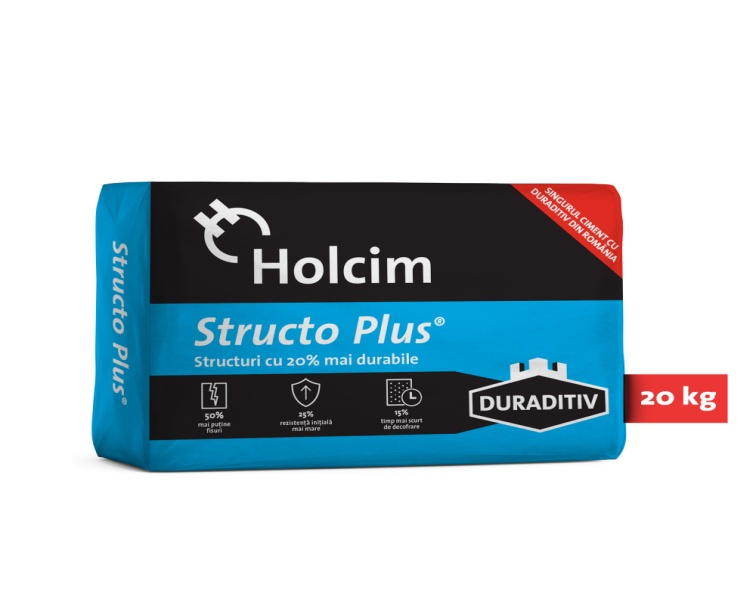 SINGURUL CIMENT CU
DURADITIV DIN ROMÂNIA
Holcim
Structo Plus®
Structo Plus®
Structuri cu 20% mai durabile
50%
mai puține
fisuri
25%
rezistență inițială
mai mare
15%
timp mai scurt
de decofrare
DURADITIV
20 kg